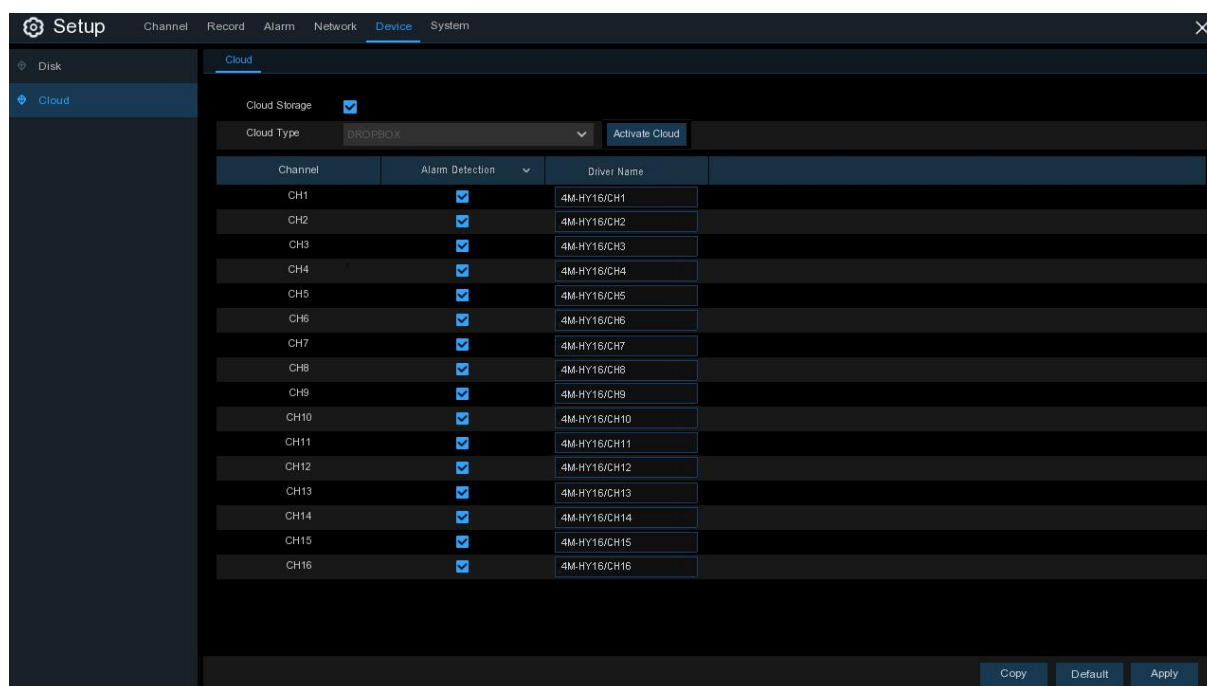 Setup Channel Record Alarm Network Device System
Disk
Cloud
Cloud
Cloud Storage
Cloud Type DROPBOX Activate Cloud
Channel Alarm Detection Driver Name
CH1 4M-HY16/CH1
CH2 4M-HY16/CH2
CH3 4M-HY16/CH3
CH4 4M-HY16/CH4
CH5 4M-HY16/CH5
CH6 4M-HY16/CH6
CH7 4M-HY16/CH7
CH8 4M-HY16/CH8
CH9 4M-HY16/CH9
CH10 4M-HY16/CH10
CH11 4M-HY16/CH11
CH12 4M-HY16/CH12
CH13 4M-HY16/CH13
CH14 4M-HY16/CH14
CH15 4M-HY16/CH15
CH16 4M-HY16/CH16
Copy Default Apply